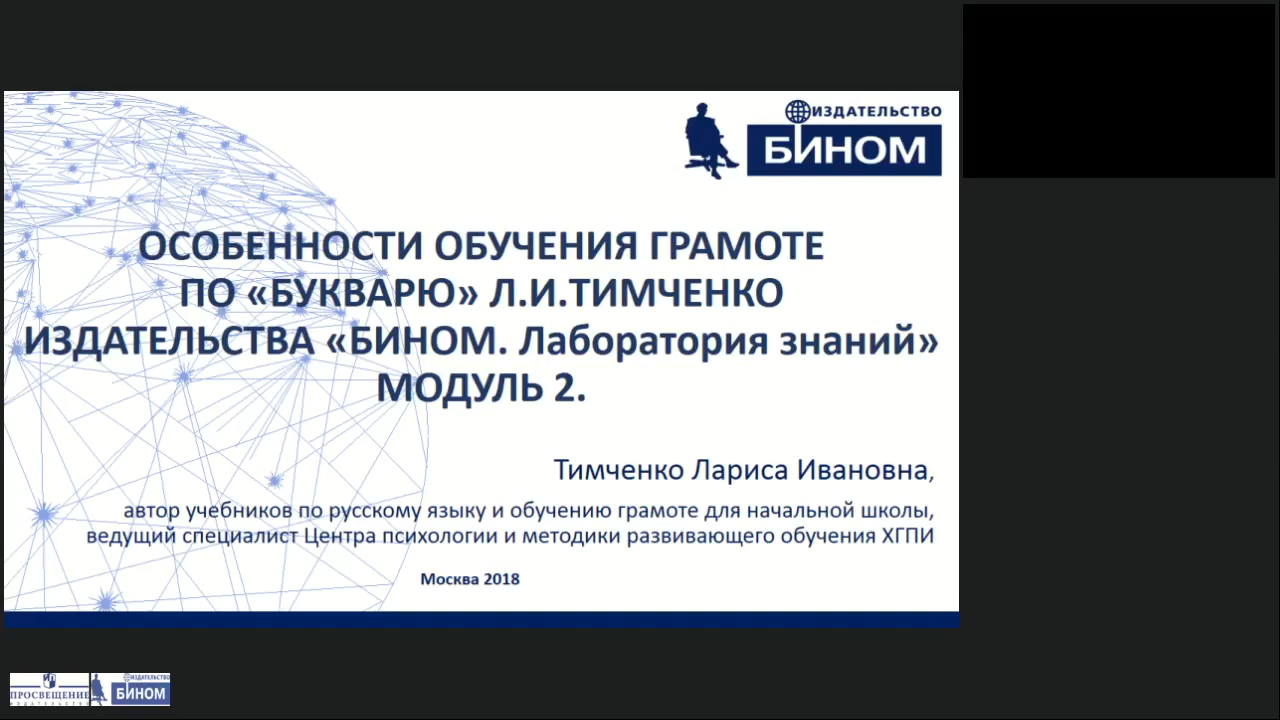 ИЗДАТЕЛЬСТВО
БИНОМ
ОСОБЕННОСТИ ОБУЧЕНИЯ ГРАМОТЕ
ПО «БУКВАРЮ» Л.И.ТИМЧЕНКО
ИЗДАТЕЛЬСТВА «БИНОМ. Лаборатория знаний»
МОДУЛЬ 2.
Тимченко Лариса Ивановна,
автор учебников по русскому языку и обучению грамоте для начальной школы,
ведущий специалист Центра психологии и методики развивающего обучения ХГПИ
Москва 2018
ПРОСВЕЩЕНИЕ
ИЗДАТЕЛЬСТВО
ИЗДАТЕЛЬСТВО
БИНОМ